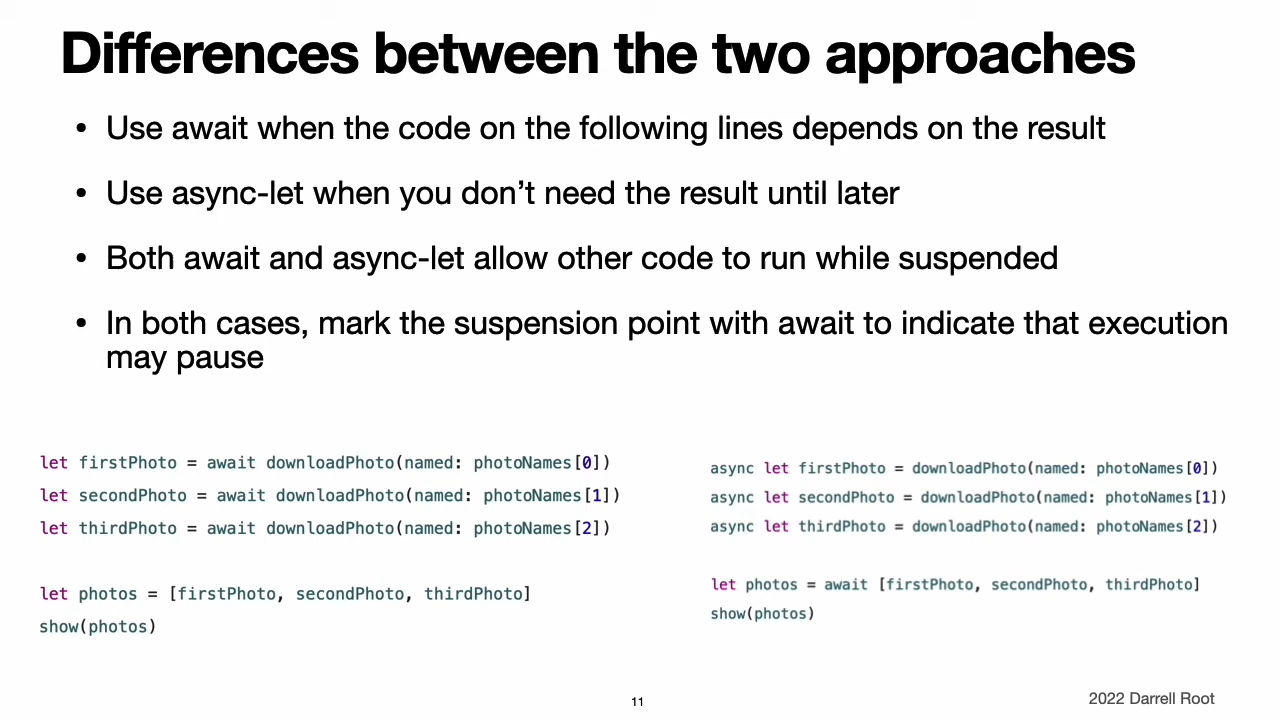 Differences between the two approaches
• Use await when the code on the following lines depends on the result
• Use async-let when you don’t need the result until later
• Both await and async-let allow other code to run while suspended
• In both cases, mark the suspension point with await to indicate that execution
may pause
let firstPhoto = await downloadPhoto(named: photoNames[0])
let secondPhoto = await downloadPhoto(named: photoNames[1])
let thirdPhoto = await downloadPhoto(named: photoNames[2])
let photos = [firstPhoto, secondPhoto, thirdPhoto]
show(photos)
async let firstPhoto = downloadPhoto(named: photoNames[0])
async let secondPhoto = downloadPhoto(named: photoNames[1])
async let thirdPhoto = downloadPhoto(named: photoNames[2])
let photos = await [firstPhoto, secondPhoto, thirdPhoto]
show(photos)
11
2022 Darrell Root